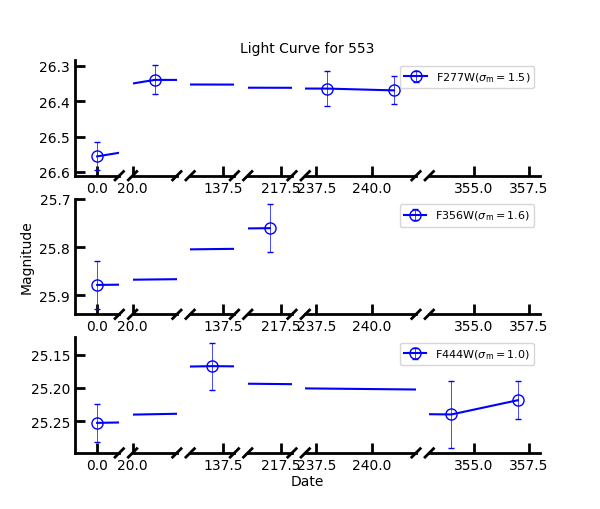 Light Curve for 553
26.3
26.4
26.5
26.6
F277W(σm = 1.5)
0.0 20.0 137.5 217.5 237.5 240.0 355.0 357.5
Magnitude
25.7
25.8
25.9
F356W(σm = 1.6)
0.0 20.0 137.5 217.5 237.5 240.0 355.0 357.5
25.15
25.20
25.25
F444W(σm = 1.0)
0.0 20.0 137.5 217.5 237.5 240.0 355.0 357.5
Date